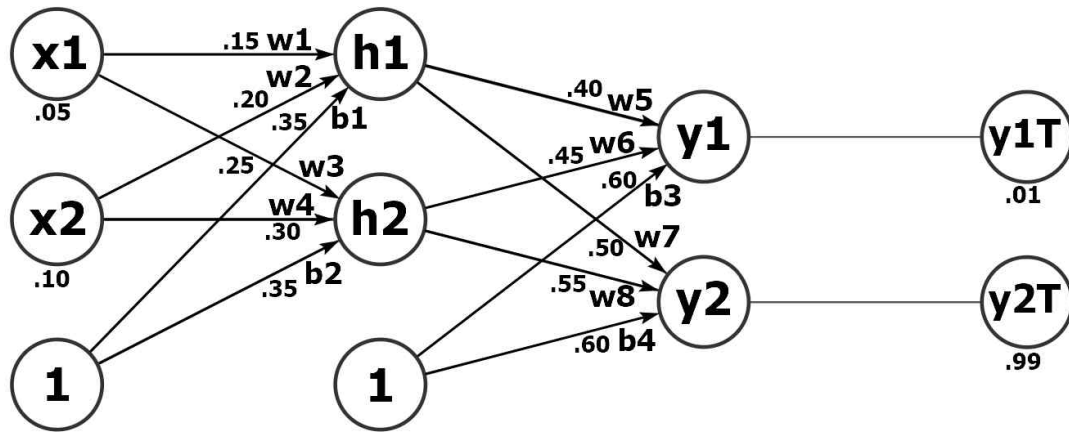 x1
.05
.15 w1
h1
w2
.20
.35 b1
.25
w3
x2
.10
w4
.30
h2
.35 b2
1
1
.40 w5
.45 w6
.60 b3
y1
.50 w7
.55 w8
.60 b4
y2
y1T
.01
y2T
.99